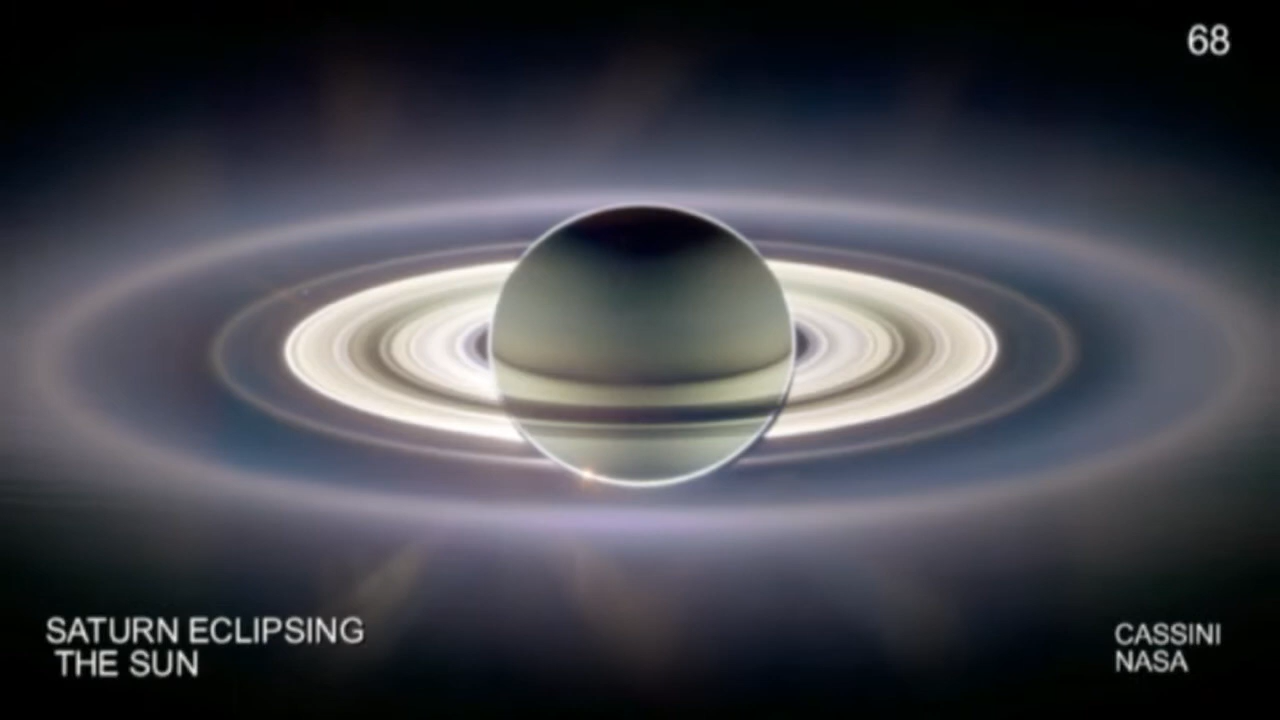 68
SATURN ECLIPSING
THE SUN
CASSINI
NASA